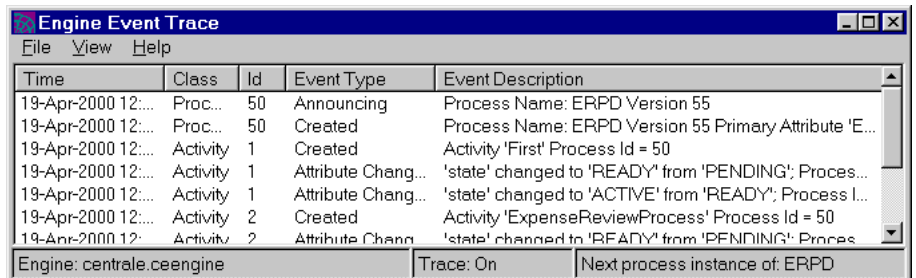 Engine Event Trace
File View Help
Time Class Id Event Type Event Description
19-Apr-2000 12:... Proc... 50 Announcing Process Name: ERPD Version 55
19-Apr-2000 12:... Proc... 50 Created Process Name: ERPD Version 55 Primary Attribute 'E...
19-Apr-2000 12:... Activity 1 Created Activity 'First' Process Id = 50
19-Apr-2000 12:... Activity 1 Attribute Chang... 'state' changed to 'READY' from 'PENDING'; Proces...
19-Apr-2000 12:... Activity 1 Attribute Chang... 'state' changed to 'ACTIVE' from 'READY'; Process I...
19-Apr-2000 12:... Activity 2 Created Activity 'ExpenseReviewProcess' Process Id = 50
19-Apr-2000 12:... Activity 2 Attribute Chang... 'state' changed to 'READY' from 'PENDING'; Proces...
Engine: centrale.ceengine Trace: On Next process instance of: ERPD